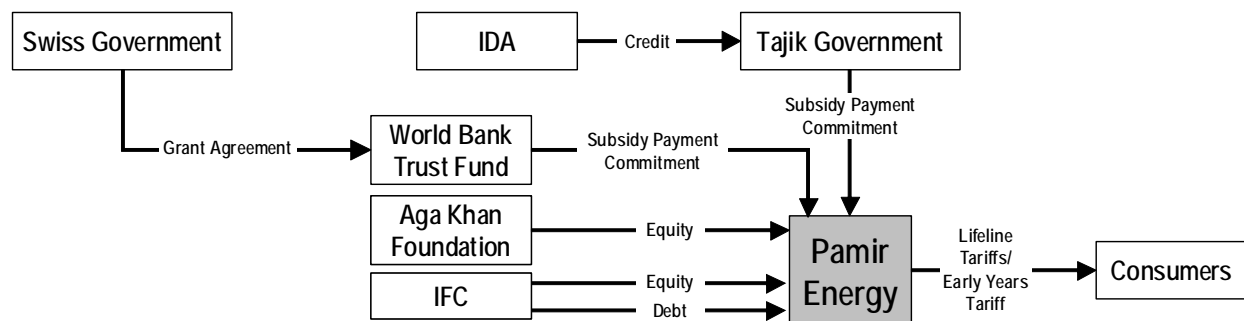 Swiss Government
IDA
Credit
Tajik Government
Subsidy Payment
Commitment
Grant Agreement
World Bank
Trust Fund
Subsidy Payment
Commitment
Aga Khan
Foundation
Equity
IFC
Equity
Debt
Pamir
Energy
Lifeline
Tariffs/
Early Years
Tariff
Consumers